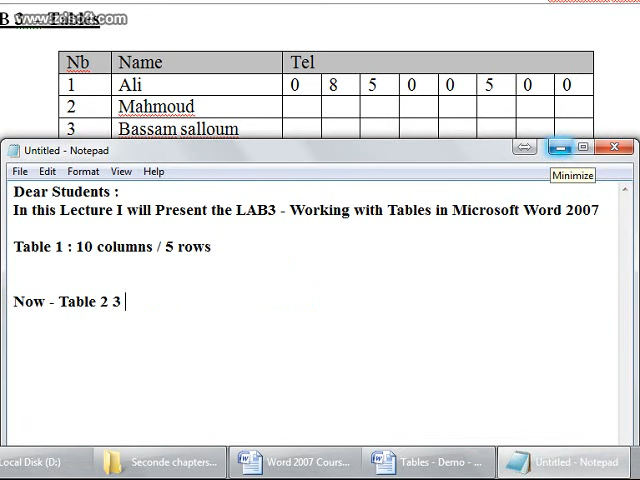 B 3 Tables
www.zdsoft.com
Nb Name Tel
1 Ali 0 8 5 0 0 5 0 0
2 Mahmoud
3 Bassam salloum
Untitled - Notepad
Minimize
File Edit Format View Help
Dear Students :
In this Lecture I will Present the LAB3 - Working with Tables in Microsoft Word 2007
Table 1 : 10 columns / 5 rows
Now - Table 2 3
Local Disk (D:) Seconde chapters... Word 2007 Cours... Tables - Demo - ... Untitled - Notepad